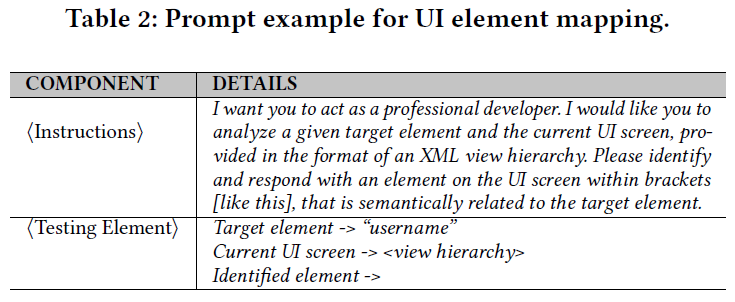 Table 2: Prompt example for UI element mapping.
COMPONENT DETAILS
⟨Instructions⟩
I want you to act as a professional developer. I would like you to
analyze a given target element and the current UI screen, pro-
vided in the format of an XML view hierarchy. Please identify
and respond with an element on the UI screen within brackets
[like this], that is semantically related to the target element.
⟨Testing Element⟩ Target element -> “username”
Current UI screen -> <view hierarchy>
Identified element ->